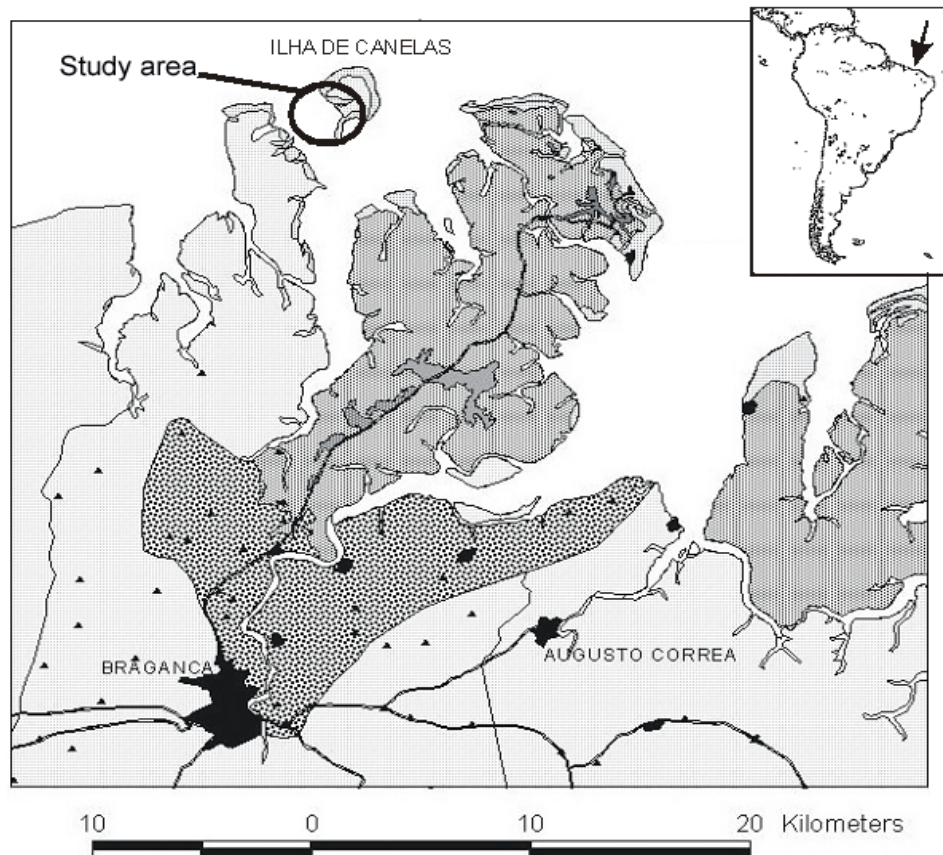 ILHA DE CANELAS
Study area
BRAGANCA
AUGUSTO CORREA
10 0 10 20 Kilometers